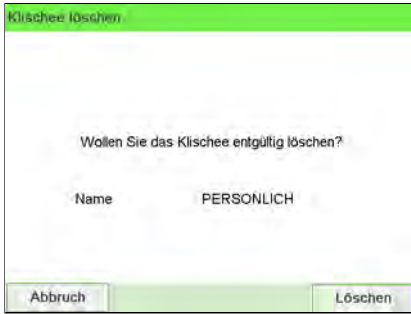 Klischee löschen
Wollen Sie das Klischee entgültig löschen?
Name PERSONLICH
Abbruch Löschen